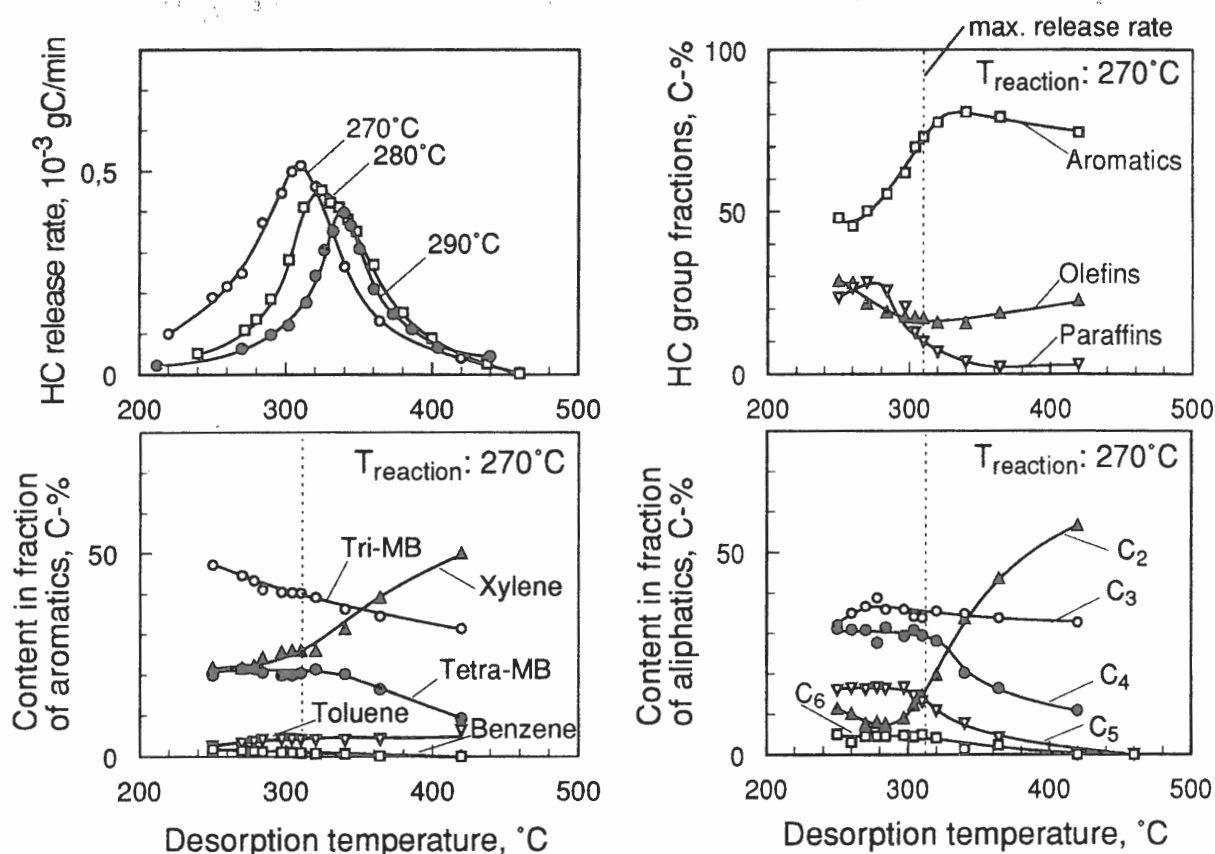 HC release rate, 10⁻³ gC/min
0,5
0
270˚C
280˚C
290˚C
200 300 400 500
max. release rate
HC group fractions, C-%
100
50
0
T_reaction: 270˚C
Aromatics
Olefins
Paraffins
200 300 400 500
Content in fraction
of aromatics, C-%
50
0
T_reaction: 270˚C
Tri-MB
Xylene
Tetra-MB
Toluene
Benzene
200 300 400 500
Desorption temperature, ˚C
Content in fraction
of aliphatics, C-%
50
0
T_reaction: 270˚C
C₂
C₃
C₄
C₆
C₅
200 300 400 500
Desorption temperature, ˚C